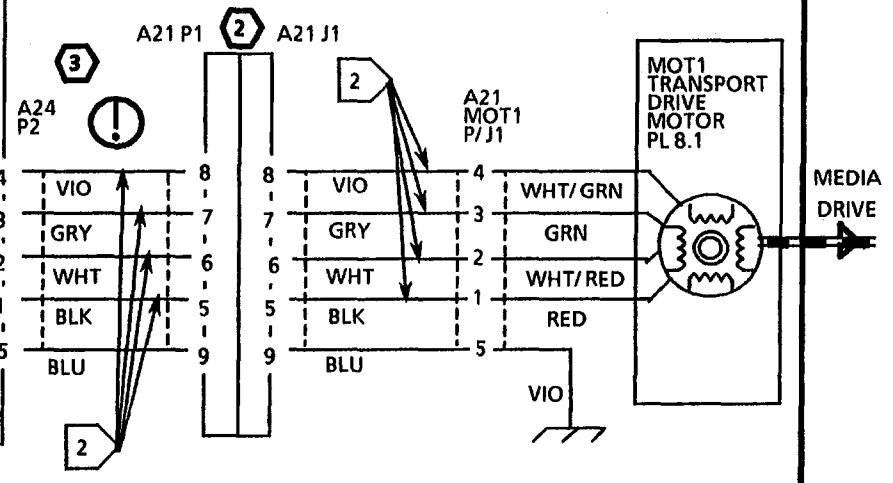 A21 P1
2
A21 J1
3
2
A24
P2
A21
MOT1
P/J1
MOT1
TRANSPORT
DRIVE
MOTOR
PL 8.1
4
VIO
8
8
VIO
4
WHT/GRN
MEDIA
DRIVE
3
GRY
7
7
GRY
3
GRN
2
WHT
6
6
WHT
2
WHT/RED
1
BLK
5
5
BLK
1
RED
5
BLU
9
9
BLU
5
VIO
2